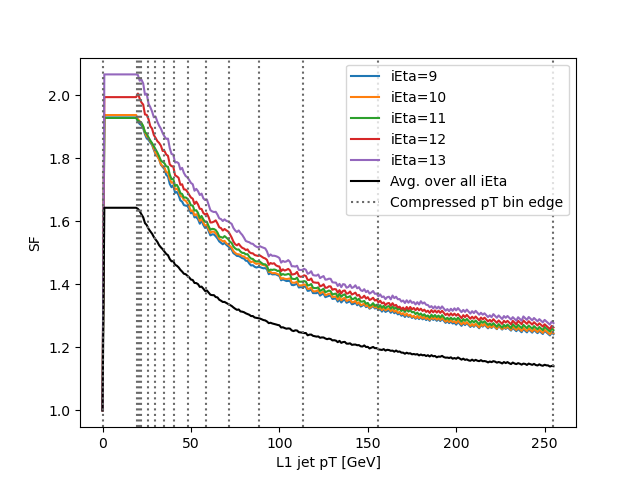 iEta=9
iEta=10
iEta=11
iEta=12
iEta=13
Avg. over all iEta
Compressed pT bin edge
SF
2.0
1.8
1.6
1.4
1.2
1.0
0
50
100
150
200
250
L1 jet pT [GeV]